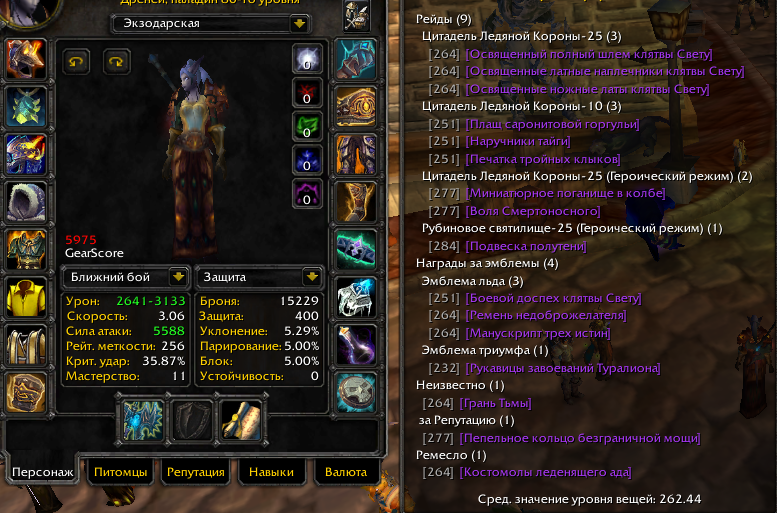 Дреней, паладин 80-го уровня
Экзодарская
0
0
0
0
0
5975
GearScore
Ближний бой
Защита
Урон: 2641-3133
Скорость: 3.06
Сила атаки: 5588
Рейт. меткости: 256
Крит. удар: 35.87%
Мастерство: 11
Броня: 15229
Защита: 400
Уклонение: 5.29%
Парирование: 5.00%
Блок: 5.00%
Устойчивость: 0
Персонаж
Питомцы
Репутация
Навыки
Валюта
Рейды (9)
Цитадель Ледяной Короны-25 (3)
[264] [Освященный полный шлем клятвы Свету]
[264] [Освященные латные наплечники клятвы Свету]
[264] [Освященные ножные латы клятвы Свету]
Цитадель Ледяной Короны-10 (3)
[251] [Плащ саронитовой горгульи]
[251] [Наручники тайги]
[251] [Печатка тройных клыков]
Цитадель Ледяной Короны-25 (Героический режим) (2)
[277] [Миниатюрное поганище в колбе]
[277] [Воля Смертоносного]
Рубиновое святилище-25 (Героический режим) (1)
[284] [Подвеска полутени]
Награды за эмблемы (4)
Эмблема льда (3)
[251] [Боевой доспех клятвы Свету]
[264] [Ремень недоброжелателя]
[264] [Манускрипт трех истин]
Эмблема триумфа (1)
[232] [Рукавицы завоеваний Туралиона]
Неизвестно (1)
[264] [Грань Тьмы]
за Репутацию (1)
[277] [Пепельное кольцо безграничной мощи]
Ремесло (1)
[264] [Костомолы леденящего ада]
Сред. значение уровня вещей: 262.44